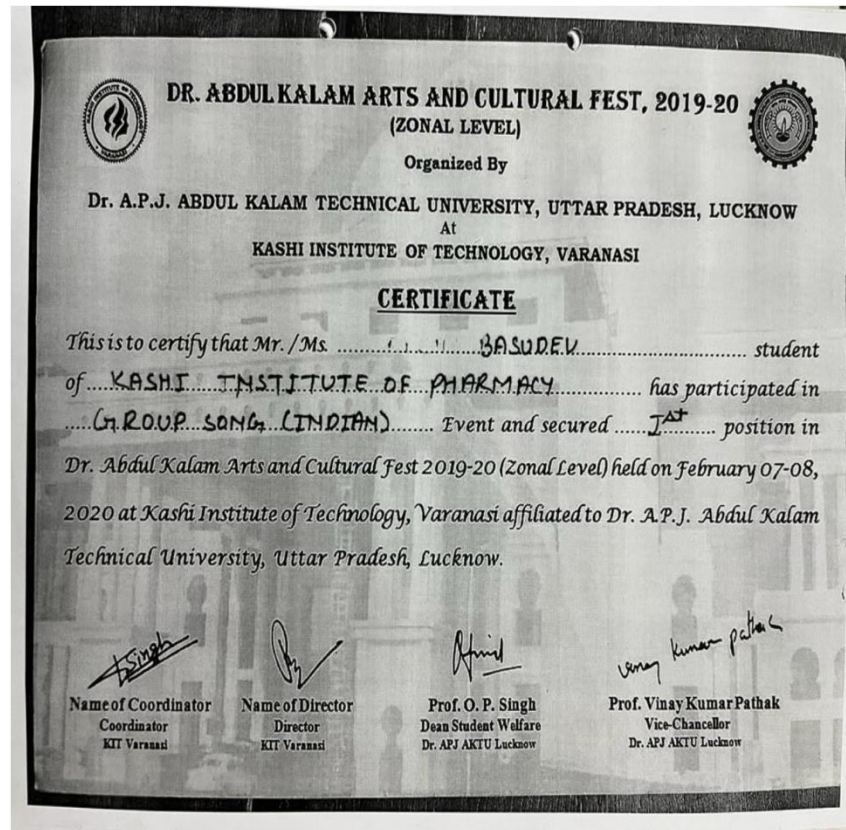 KASHI INSTITUTE OF TECHNOLOGY
VARANASI
DR. ABDUL KALAM ARTS AND CULTURAL FEST, 2019-20
(ZONAL LEVEL)
Organized By
Dr. A.P.J. ABDUL KALAM TECHNICAL UNIVERSITY, UTTAR PRADESH, LUCKNOW
At
KASHI INSTITUTE OF TECHNOLOGY, VARANASI
CERTIFICATE
This is to certify that Mr./Ms. .................... BASUDEV .................... student
of .... KASHI INSTITUTE OF PHARMACY .................... has participated in
..... GROUP SONG (INDIAN) ........ Event and secured ...... Ist ......... position in
Dr. Abdul Kalam Arts and Cultural Fest 2019-20 (Zonal Level) held on February 07-08,
2020 at Kashi Institute of Technology, Varanasi affiliated to Dr. A.P.J. Abdul Kalam
Technical University, Uttar Pradesh, Lucknow.
Singh
vinay kumar pathak
Name of Coordinator Name of Director Prof. O. P. Singh Prof. Vinay Kumar Pathak
Coordinator Director Dean Student Welfare Vice-Chancellor
KIT Varanasi KIT Varanasi Dr. APJ AKTU Lucknow Dr. APJ AKTU Lucknow